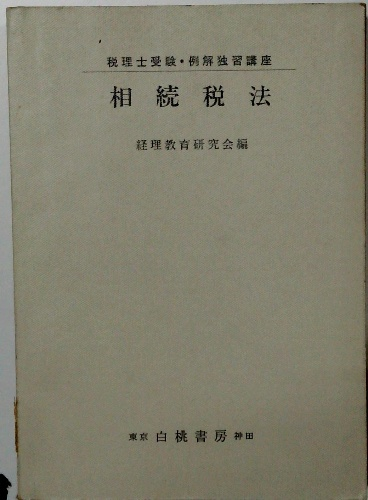 税理士受験・例解独習講座
相続税法
経理教育研究会編
東京 白桃書房 神田